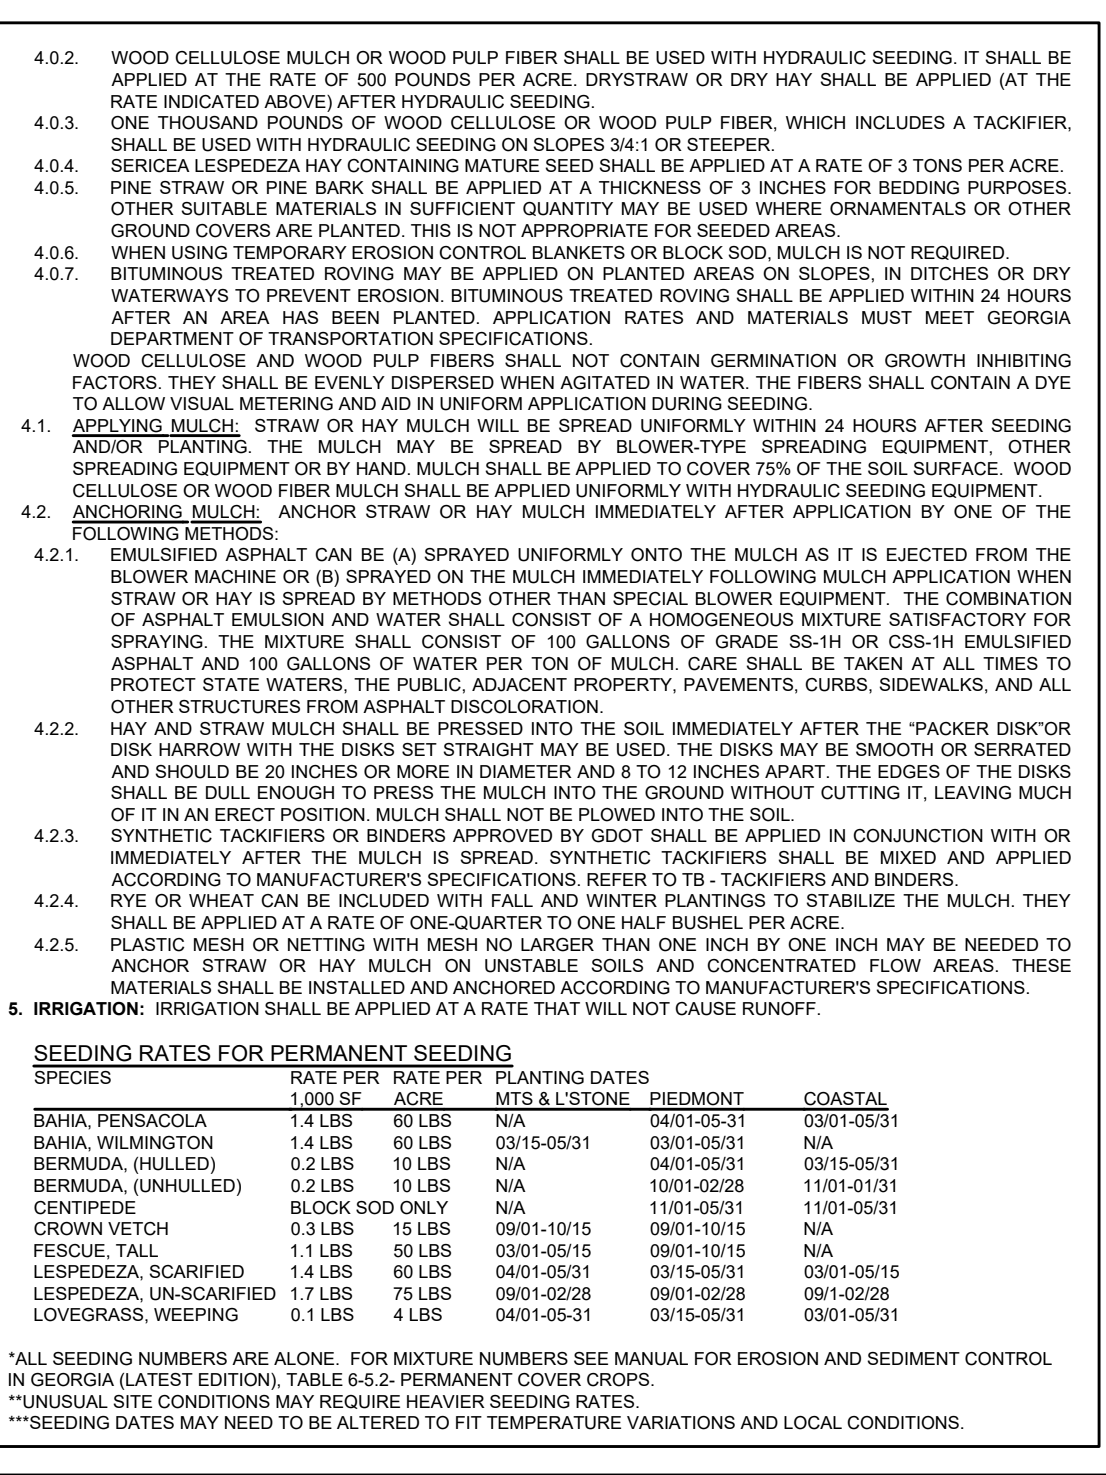 4.0.2. WOOD CELLULOSE MULCH OR WOOD PULP FIBER SHALL BE USED WITH HYDRAULIC SEEDING. IT SHALL BE
APPLIED AT THE RATE OF 500 POUNDS PER ACRE. DRYSTRAW OR DRY HAY SHALL BE APPLIED (AT THE
RATE INDICATED ABOVE) AFTER HYDRAULIC SEEDING.
4.0.3. ONE THOUSAND POUNDS OF WOOD CELLULOSE OR WOOD PULP FIBER, WHICH INCLUDES A TACKIFIER,
SHALL BE USED WITH HYDRAULIC SEEDING ON SLOPES 3/4:1 OR STEEPER.
4.0.4. SERICEA LESPEDEZA HAY CONTAINING MATURE SEED SHALL BE APPLIED AT A RATE OF 3 TONS PER ACRE.
4.0.5. PINE STRAW OR PINE BARK SHALL BE APPLIED AT A THICKNESS OF 3 INCHES FOR BEDDING PURPOSES.
OTHER SUITABLE MATERIALS IN SUFFICIENT QUANTITY MAY BE USED WHERE ORNAMENTALS OR OTHER
GROUND COVERS ARE PLANTED. THIS IS NOT APPROPRIATE FOR SEEDED AREAS.
4.0.6. WHEN USING TEMPORARY EROSION CONTROL BLANKETS OR BLOCK SOD, MULCH IS NOT REQUIRED.
4.0.7. BITUMINOUS TREATED ROVING MAY BE APPLIED ON PLANTED AREAS ON SLOPES, IN DITCHES OR DRY
WATERWAYS TO PREVENT EROSION. BITUMINOUS TREATED ROVING SHALL BE APPLIED WITHIN 24 HOURS
AFTER AN AREA HAS BEEN PLANTED. APPLICATION RATES AND MATERIALS MUST MEET GEORGIA
DEPARTMENT OF TRANSPORTATION SPECIFICATIONS.
WOOD CELLULOSE AND WOOD PULP FIBERS SHALL NOT CONTAIN GERMINATION OR GROWTH INHIBITING
FACTORS. THEY SHALL BE EVENLY DISPERSED WHEN AGITATED IN WATER. THE FIBERS SHALL CONTAIN A DYE
TO ALLOW VISUAL METERING AND AID IN UNIFORM APPLICATION DURING SEEDING.
4.1. APPLYING MULCH: STRAW OR HAY MULCH WILL BE SPREAD UNIFORMLY WITHIN 24 HOURS AFTER SEEDING
AND/OR PLANTING. THE MULCH MAY BE SPREAD BY BLOWER-TYPE SPREADING EQUIPMENT, OTHER
SPREADING EQUIPMENT OR BY HAND. MULCH SHALL BE APPLIED TO COVER 75% OF THE SOIL SURFACE. WOOD
CELLULOSE OR WOOD FIBER MULCH SHALL BE APPLIED UNIFORMLY WITH HYDRAULIC SEEDING EQUIPMENT.
4.2. ANCHORING MULCH: ANCHOR STRAW OR HAY MULCH IMMEDIATELY AFTER APPLICATION BY ONE OF THE
FOLLOWING METHODS:
4.2.1. EMULSIFIED ASPHALT CAN BE (A) SPRAYED UNIFORMLY ONTO THE MULCH AS IT IS EJECTED FROM THE
BLOWER MACHINE OR (B) SPRAYED ON THE MULCH IMMEDIATELY FOLLOWING MULCH APPLICATION WHEN
STRAW OR HAY IS SPREAD BY METHODS OTHER THAN SPECIAL BLOWER EQUIPMENT. THE COMBINATION
OF ASPHALT EMULSION AND WATER SHALL CONSIST OF A HOMOGENEOUS MIXTURE SATISFACTORY FOR
SPRAYING. THE MIXTURE SHALL CONSIST OF 100 GALLONS OF GRADE SS-1H OR CSS-1H EMULSIFIED
ASPHALT AND 100 GALLONS OF WATER PER TON OF MULCH. CARE SHALL BE TAKEN AT ALL TIMES TO
PROTECT STATE WATERS, THE PUBLIC, ADJACENT PROPERTY, PAVEMENTS, CURBS, SIDEWALKS, AND ALL
OTHER STRUCTURES FROM ASPHALT DISCOLORATION.
4.2.2. HAY AND STRAW MULCH SHALL BE PRESSED INTO THE SOIL IMMEDIATELY AFTER THE “PACKER DISK”OR
DISK HARROW WITH THE DISKS SET STRAIGHT MAY BE USED. THE DISKS MAY BE SMOOTH OR SERRATED
AND SHOULD BE 20 INCHES OR MORE IN DIAMETER AND 8 TO 12 INCHES APART. THE EDGES OF THE DISKS
SHALL BE DULL ENOUGH TO PRESS THE MULCH INTO THE GROUND WITHOUT CUTTING IT, LEAVING MUCH
OF IT IN AN ERECT POSITION. MULCH SHALL NOT BE PLOWED INTO THE SOIL.
4.2.3. SYNTHETIC TACKIFIERS OR BINDERS APPROVED BY GDOT SHALL BE APPLIED IN CONJUNCTION WITH OR
IMMEDIATELY AFTER THE MULCH IS SPREAD. SYNTHETIC TACKIFIERS SHALL BE MIXED AND APPLIED
ACCORDING TO MANUFACTURER'S SPECIFICATIONS. REFER TO TB - TACKIFIERS AND BINDERS.
4.2.4. RYE OR WHEAT CAN BE INCLUDED WITH FALL AND WINTER PLANTINGS TO STABILIZE THE MULCH. THEY
SHALL BE APPLIED AT A RATE OF ONE-QUARTER TO ONE HALF BUSHEL PER ACRE.
4.2.5. PLASTIC MESH OR NETTING WITH MESH NO LARGER THAN ONE INCH BY ONE INCH MAY BE NEEDED TO
ANCHOR STRAW OR HAY MULCH ON UNSTABLE SOILS AND CONCENTRATED FLOW AREAS. THESE
MATERIALS SHALL BE INSTALLED AND ANCHORED ACCORDING TO MANUFACTURER'S SPECIFICATIONS.
5. IRRIGATION: IRRIGATION SHALL BE APPLIED AT A RATE THAT WILL NOT CAUSE RUNOFF.
SEEDING RATES FOR PERMANENT SEEDING
SPECIES RATE PER RATE PER PLANTING DATES
1,000 SF ACRE MTS & L'STONE PIEDMONT COASTAL
BAHIA, PENSACOLA 1.4 LBS 60 LBS N/A 04/01-05-31 03/01-05/31
BAHIA, WILMINGTON 1.4 LBS 60 LBS 03/15-05/31 03/01-05/31 N/A
BERMUDA, (HULLED) 0.2 LBS 10 LBS N/A 04/01-05/31 03/15-05/31
BERMUDA, (UNHULLED) 0.2 LBS 10 LBS N/A 10/01-02/28 11/01-01/31
CENTIPEDE BLOCK SOD ONLY N/A 11/01-05/31 11/01-05/31
CROWN VETCH 0.3 LBS 15 LBS 09/01-10/15 09/01-10/15 N/A
FESCUE, TALL 1.1 LBS 50 LBS 03/01-05/15 09/01-10/15 N/A
LESPEDEZA, SCARIFIED 1.4 LBS 60 LBS 04/01-05/31 03/15-05/31 03/01-05/15
LESPEDEZA, UN-SCARIFIED 1.7 LBS 75 LBS 09/01-02/28 09/01-02/28 09/1-02/28
LOVEGRASS, WEEPING 0.1 LBS 4 LBS 04/01-05-31 03/15-05/31 03/01-05/31
*ALL SEEDING NUMBERS ARE ALONE. FOR MIXTURE NUMBERS SEE MANUAL FOR EROSION AND SEDIMENT CONTROL
IN GEORGIA (LATEST EDITION), TABLE 6-5.2- PERMANENT COVER CROPS.
**UNUSUAL SITE CONDITIONS MAY REQUIRE HEAVIER SEEDING RATES.
***SEEDING DATES MAY NEED TO BE ALTERED TO FIT TEMPERATURE VARIATIONS AND LOCAL CONDITIONS.